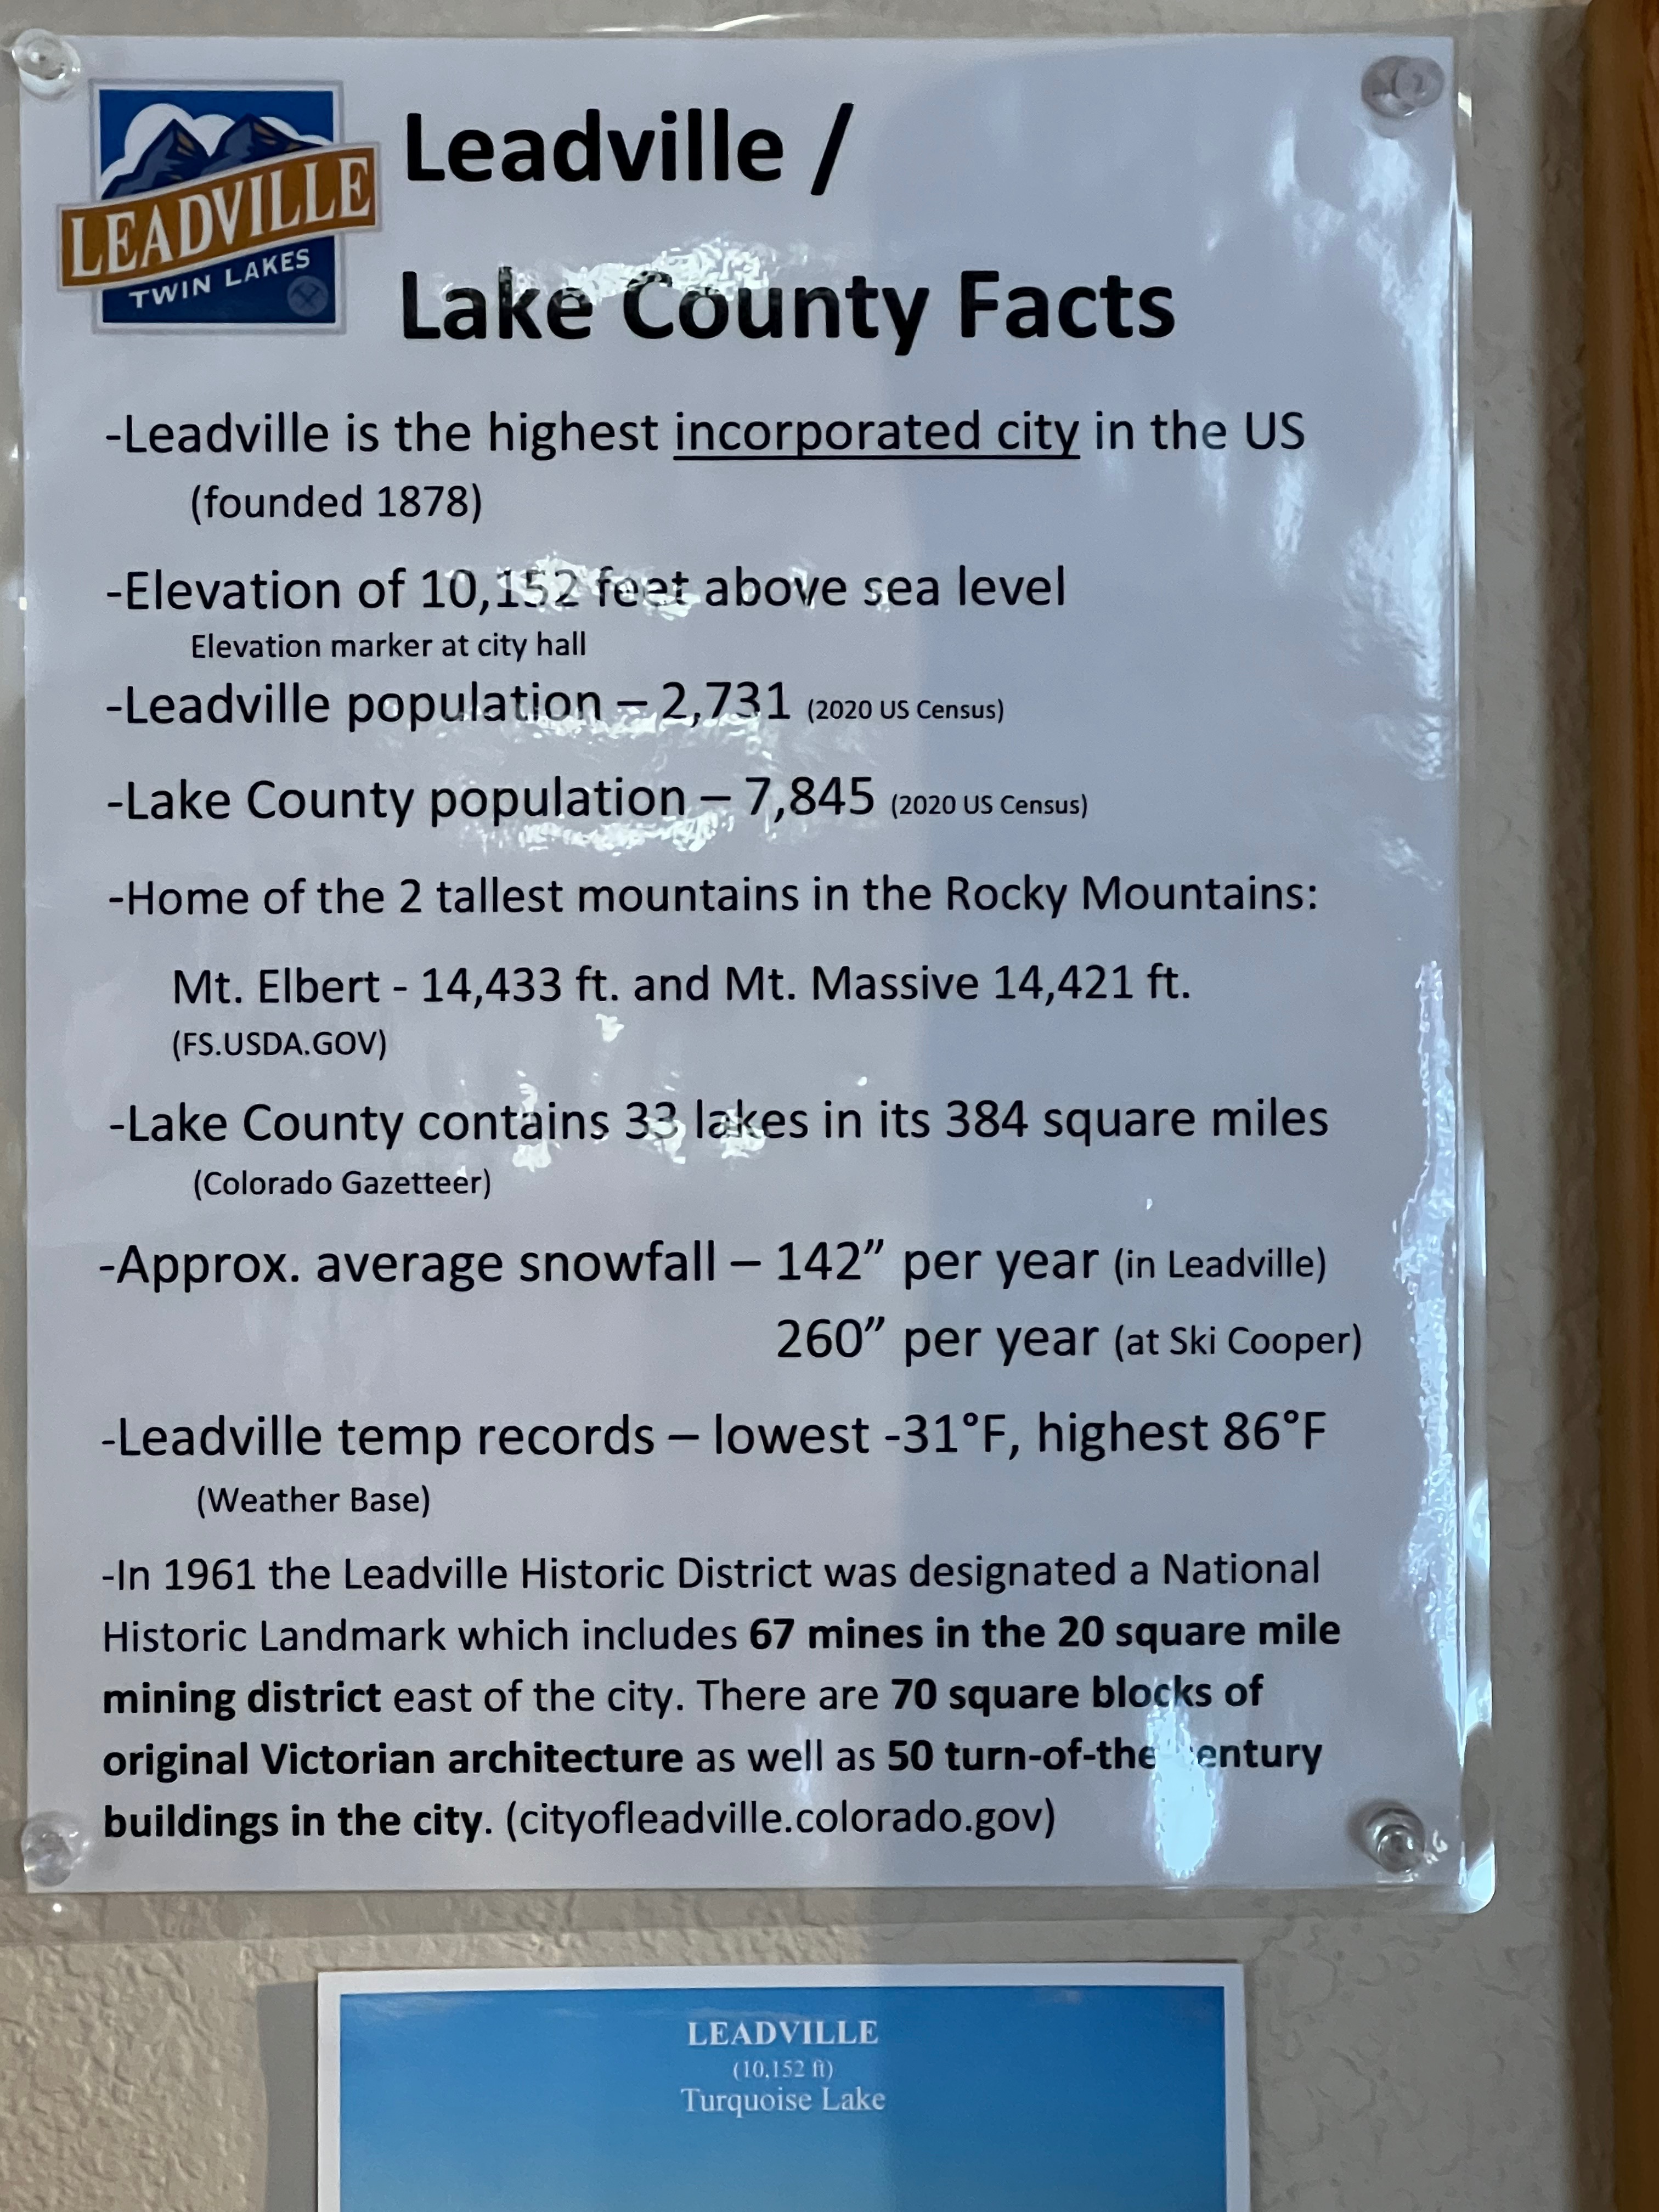 LEADVILLE
TWIN LAKES
Leadville /
Lake County Facts
-Leadville is the highest incorporated city in the US
(founded 1878)
-Elevation of 10,152 feet above sea level
Elevation marker at city hall
-Leadville population – 2,731 (2020 US Census)
-Lake County population – 7,845 (2020 US Census)
-Home of the 2 tallest mountains in the Rocky Mountains:
Mt. Elbert - 14,433 ft. and Mt. Massive 14,421 ft.
(FS.USDA.GOV)
-Lake County contains 33 lakes in its 384 square miles
(Colorado Gazetteer)
-Approx. average snowfall – 142” per year (in Leadville)
260” per year (at Ski Cooper)
-Leadville temp records – lowest -31°F, highest 86°F
(Weather Base)
-In 1961 the Leadville Historic District was designated a National
Historic Landmark which includes 67 mines in the 20 square mile
mining district east of the city. There are 70 square blocks of
original Victorian architecture as well as 50 turn-of-the century
buildings in the city. (cityofleadville.colorado.gov)
LEADVILLE
(10,152 ft)
Turquoise Lake